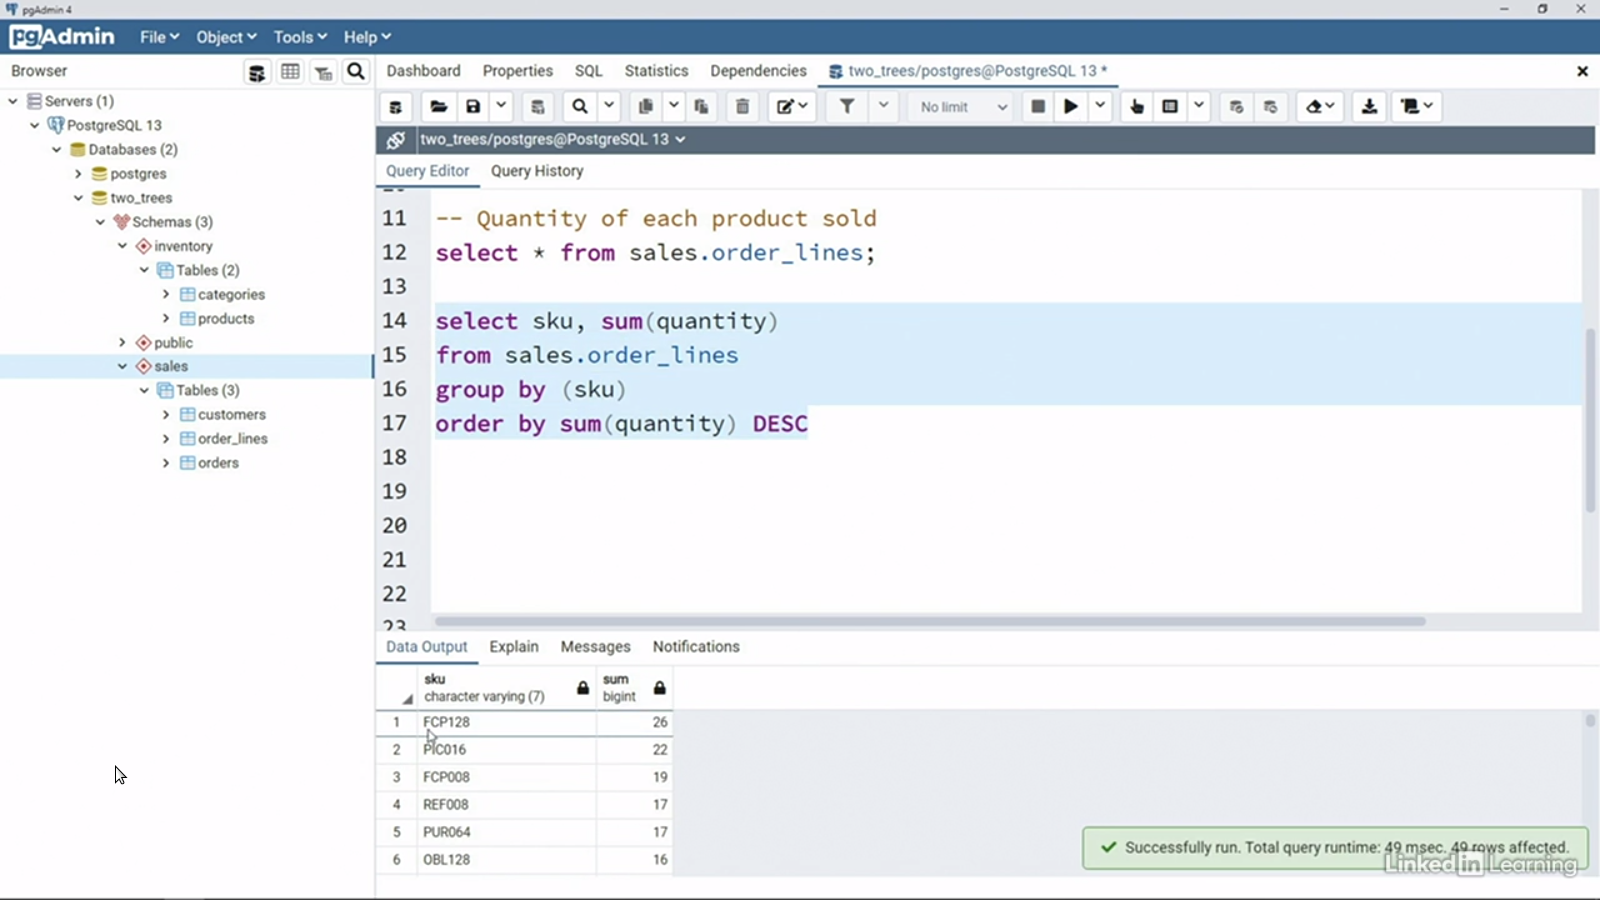 pgAdmin 4
pgAdmin File Object Tools Help
Browser
Dashboard Properties SQL Statistics Dependencies two_trees/postgres@PostgreSQL 13 *
No limit
Servers (1)
PostgreSQL 13
Databases (2)
postgres
two_trees
Schemas (3)
inventory
Tables (2)
categories
products
public
sales
Tables (3)
customers
order_lines
orders
two_trees/postgres@PostgreSQL 13
Query Editor Query History
11 -- Quantity of each product sold
12 select * from sales.order_lines;
13
14 select sku, sum(quantity)
15 from sales.order_lines
16 group by (sku)
17 order by sum(quantity) DESC
18
19
20
21
22
23
Data Output Explain Messages Notifications
sku sum
character varying (7) bigint
1 FCP128 26
2 PIC016 22
3 FCP008 19
4 REF008 17
5 PUR064 17
6 OBL128 16
Successfully run. Total query runtime: 49 msec. 49 rows affected.
Linked in Learning